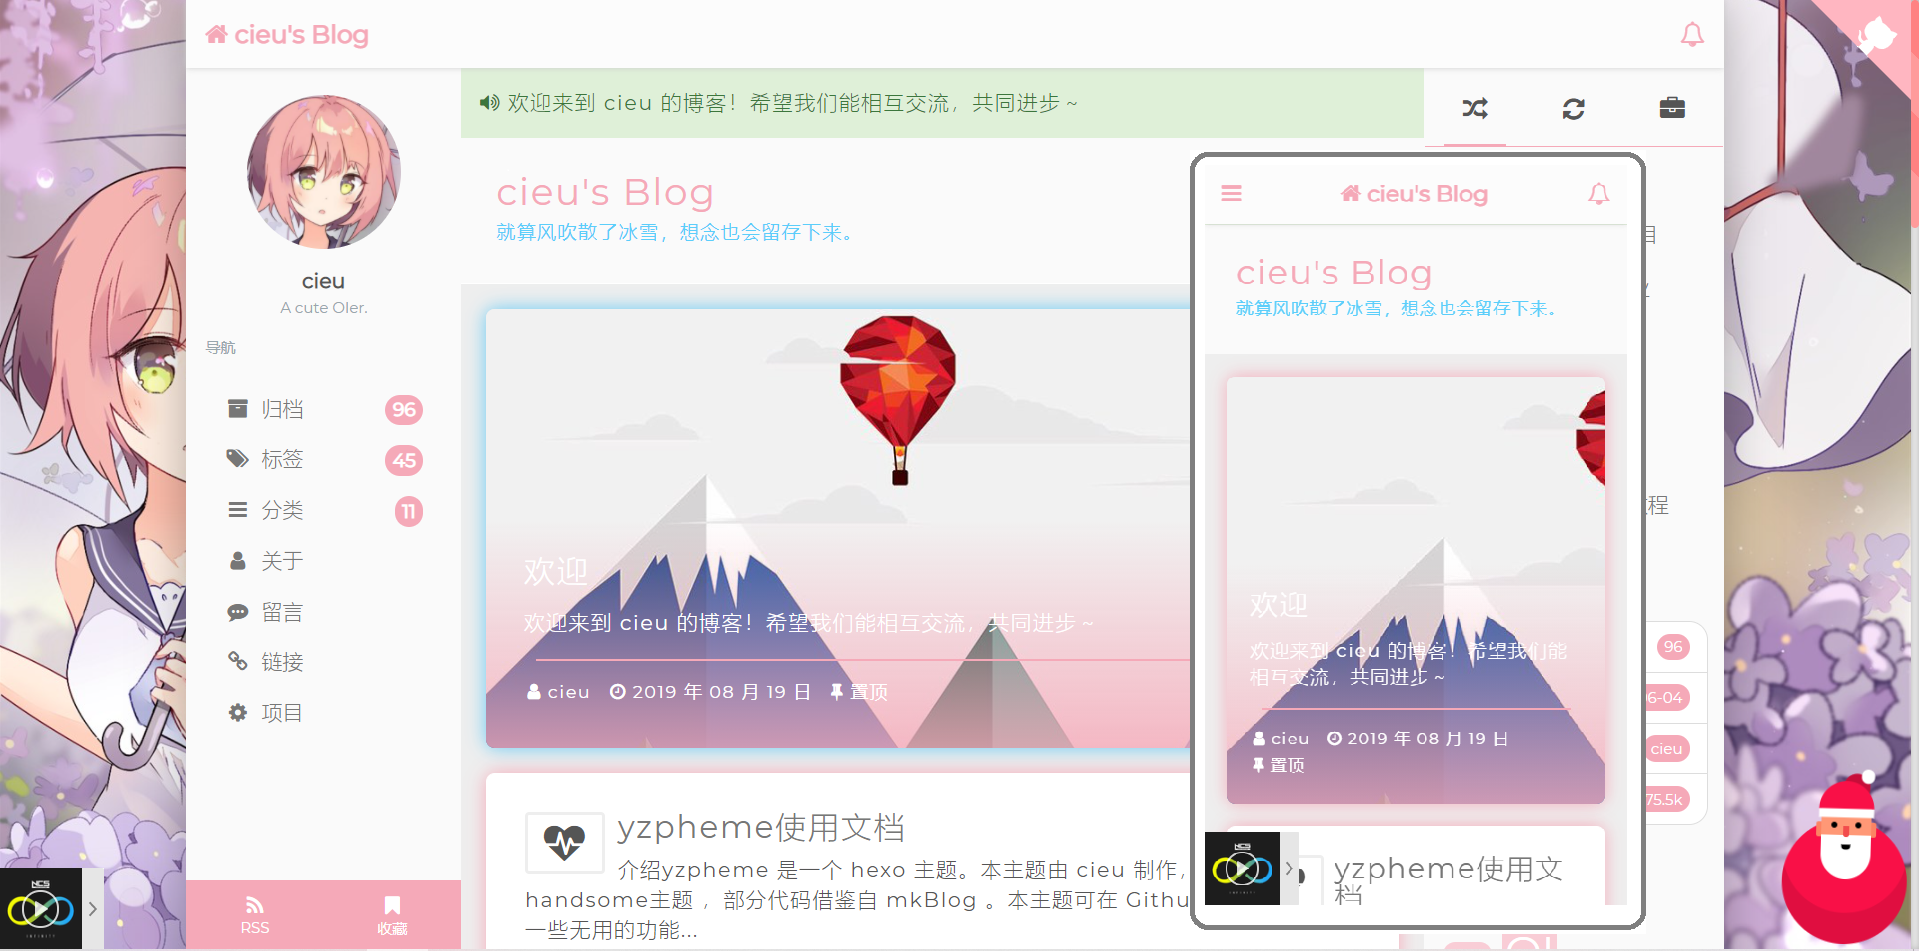 cieu's Blog
cieu
A cute OIer.
导航
归档 96
标签 45
分类 11
关于
留言
链接
项目
RSS
收藏
欢迎来到 cieu 的博客！希望我们能相互交流，共同进步 ~
cieu's Blog
就算风吹散了冰雪，想念也会留存下来。
欢迎
欢迎来到 cieu 的博客！希望我们能相互交流，共同进步 ~
cieu 2019 年 08 月 19 日 置顶
yzpheme使用文档
介绍yzpheme 是一个 hexo 主题。本主题由 cieu 制作，
handsome主题 ，部分代码借鉴自 mkBlog 。本主题可在 Githu
一些无用的功能...
cieu's Blog
cieu's Blog
就算风吹散了冰雪，想念也会留存下来。
欢迎
欢迎来到 cieu 的博客！希望我们能
相互交流，共同进步 ~
cieu 2019 年 08 月 19 日
置顶
yzpheme使用文
档
程
96
6-04
cieu
75.5k
NCS
NCS